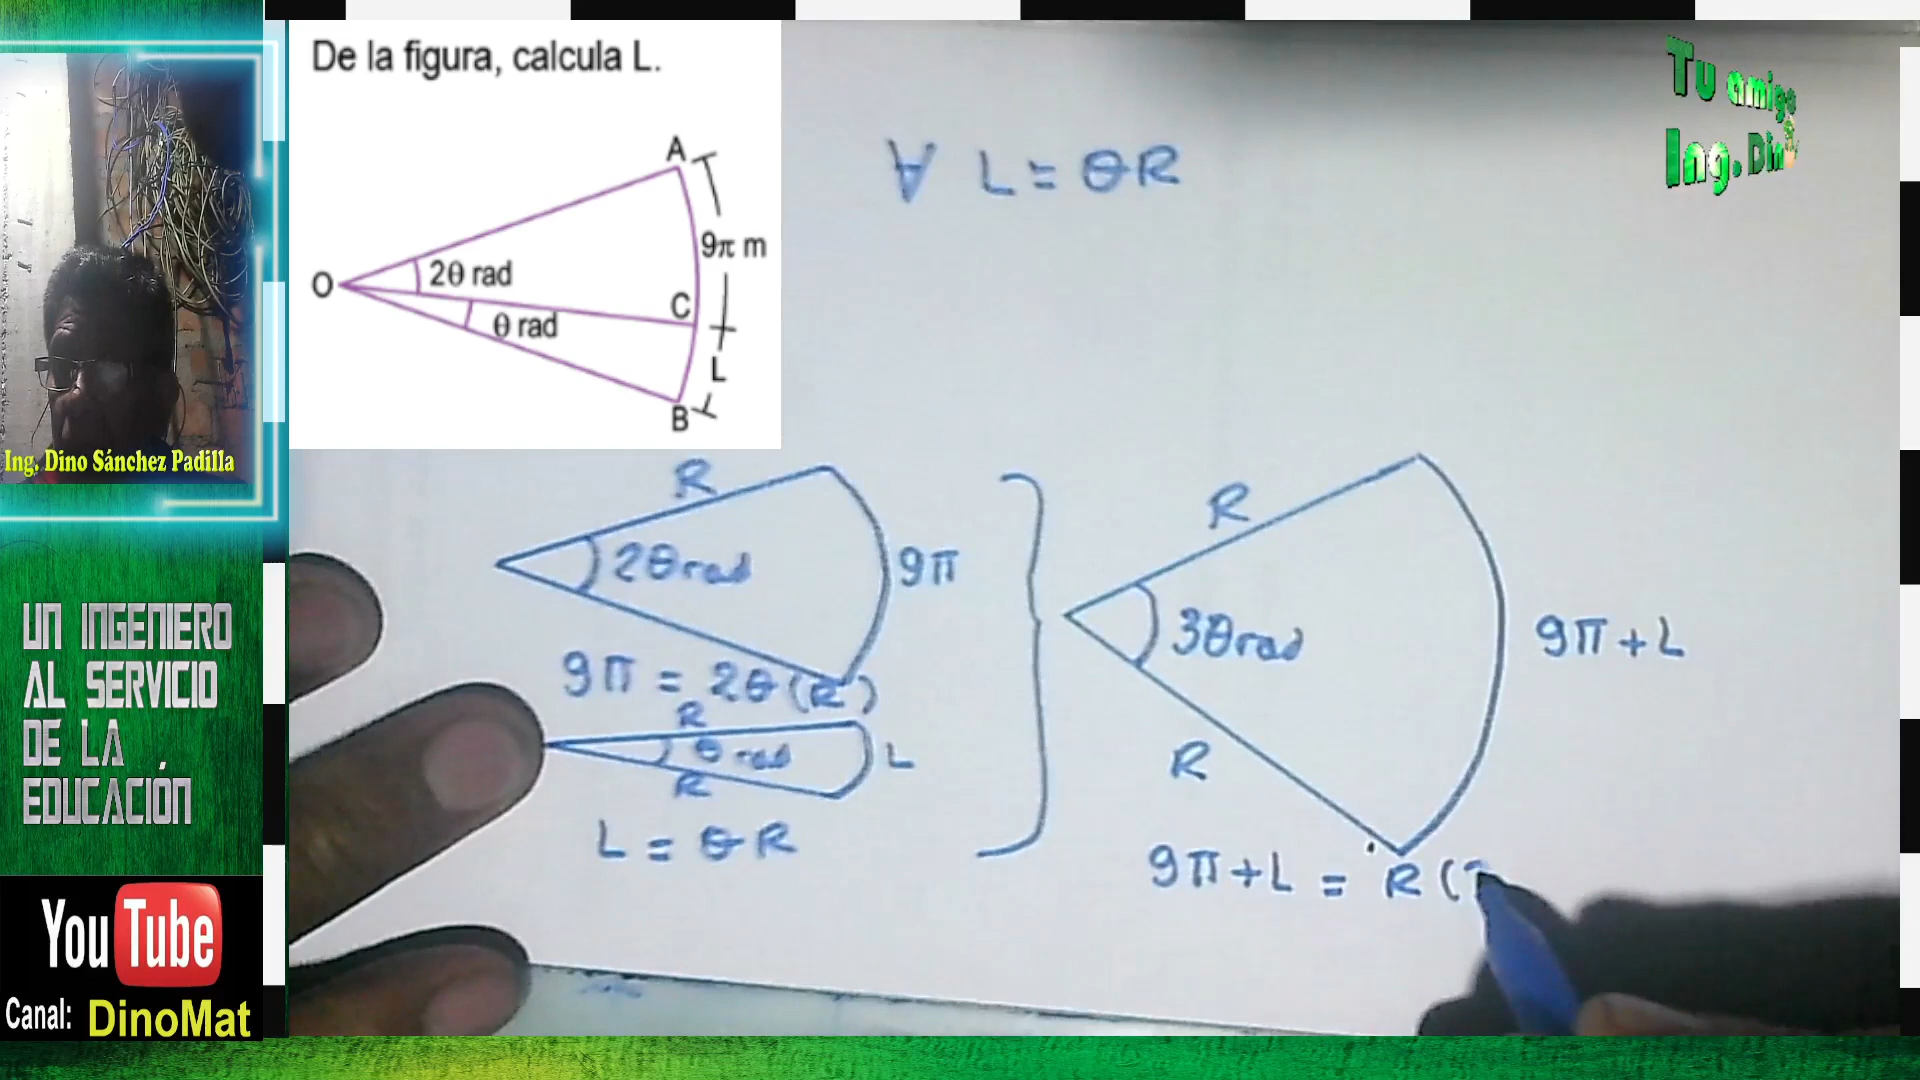 De la figura, calcula L.
A
9π m
O
2θ rad
C
θ rad
L
B
∀ L = θR
Tu amigo
Ing. Din
R
2θrad
9π
9π = 2θ(R)
R
θ rad
L
R
L = θR
R
3θrad
9π+L
R
9π+L = R(
Ing. Dino Sánchez Padilla
UN INGENIERO
AL SERVICIO
DE LA
EDUCACIÓN
YouTube
Canal: DinoMat